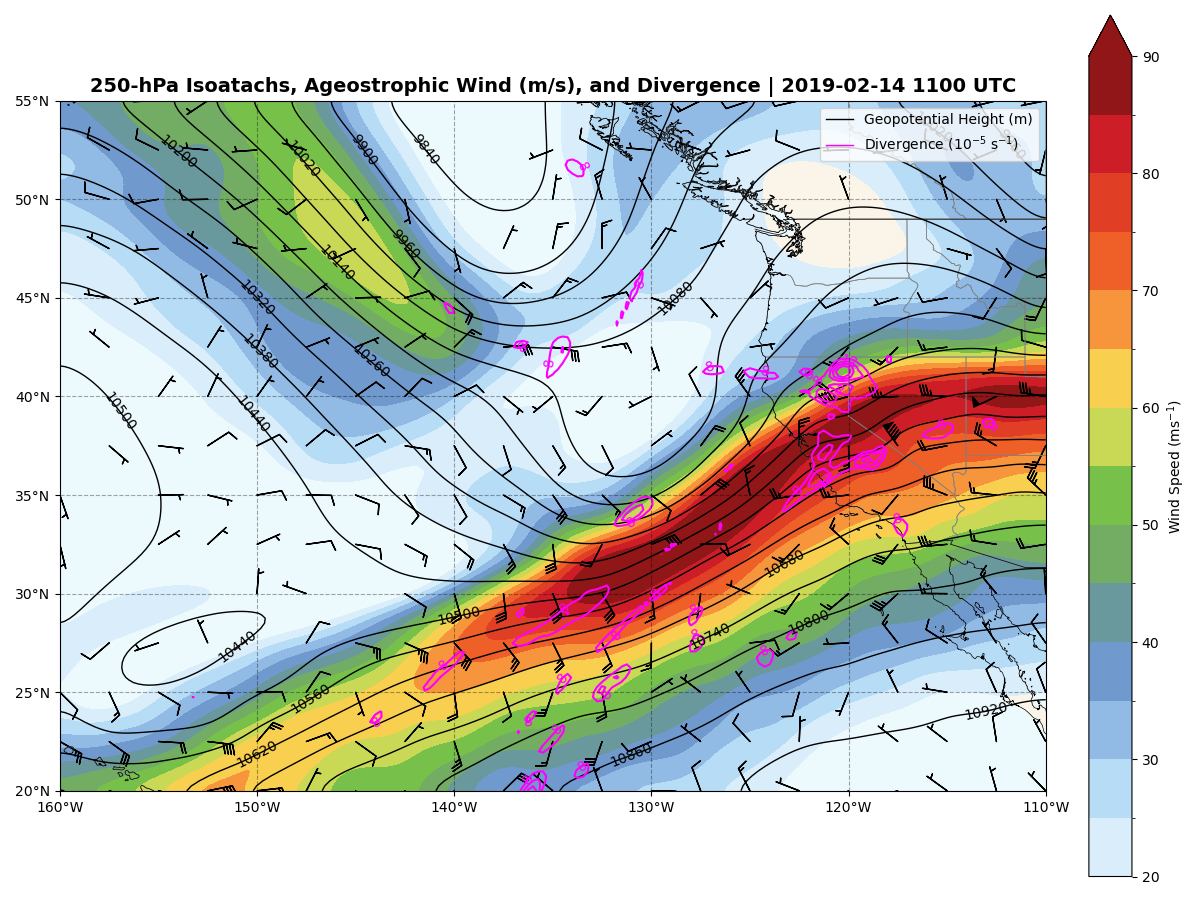 250-hPa Isoatachs, Ageostrophic Wind (m/s), and Divergence | 2019-02-14 1100 UTC
Geopotential Height (m)
Divergence (10⁻⁵ s⁻¹)
55°N
50°N
45°N
40°N
35°N
30°N
25°N
20°N
160°W
150°W
140°W
130°W
120°W
110°W
10200
10020
9900
9840
9960
10140
10320
10380
10260
10080
10500
10440
10500
10680
10440
10740
10800
10560
10620
10860
10920
90
80
70
60
50
40
30
20
Wind Speed (ms⁻¹)